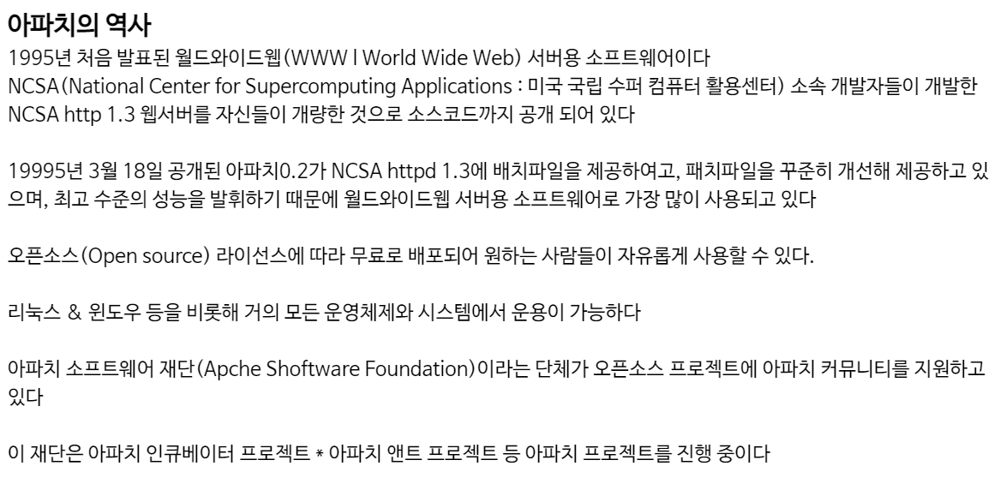 아파치의 역사
1995년 처음 발표된 월드와이드웹(WWW l World Wide Web) 서버용 소프트웨어이다
NCSA(National Center for Supercomputing Applications : 미국 국립 수퍼 컴퓨터 활용센터) 소속 개발자들이 개발한
NCSA http 1.3 웹서버를 자신들이 개량한 것으로 소스코드까지 공개 되어 있다
19995년 3월 18일 공개된 아파치0.2가 NCSA httpd 1.3에 배치파일을 제공하여고, 패치파일을 꾸준히 개선해 제공하고 있
으며, 최고 수준의 성능을 발휘하기 때문에 월드와이드웹 서버용 소프트웨어로 가장 많이 사용되고 있다
오픈소스(Open source) 라이선스에 따라 무료로 배포되어 원하는 사람들이 자유롭게 사용할 수 있다.
리눅스 & 윈도우 등을 비롯해 거의 모든 운영체제와 시스템에서 운용이 가능하다
아파치 소프트웨어 재단(Apche Shoftware Foundation)이라는 단체가 오픈소스 프로젝트에 아파치 커뮤니티를 지원하고
있다
이 재단은 아파치 인큐베이터 프로젝트 * 아파치 앤트 프로젝트 등 아파치 프로젝트를 진행 중이다